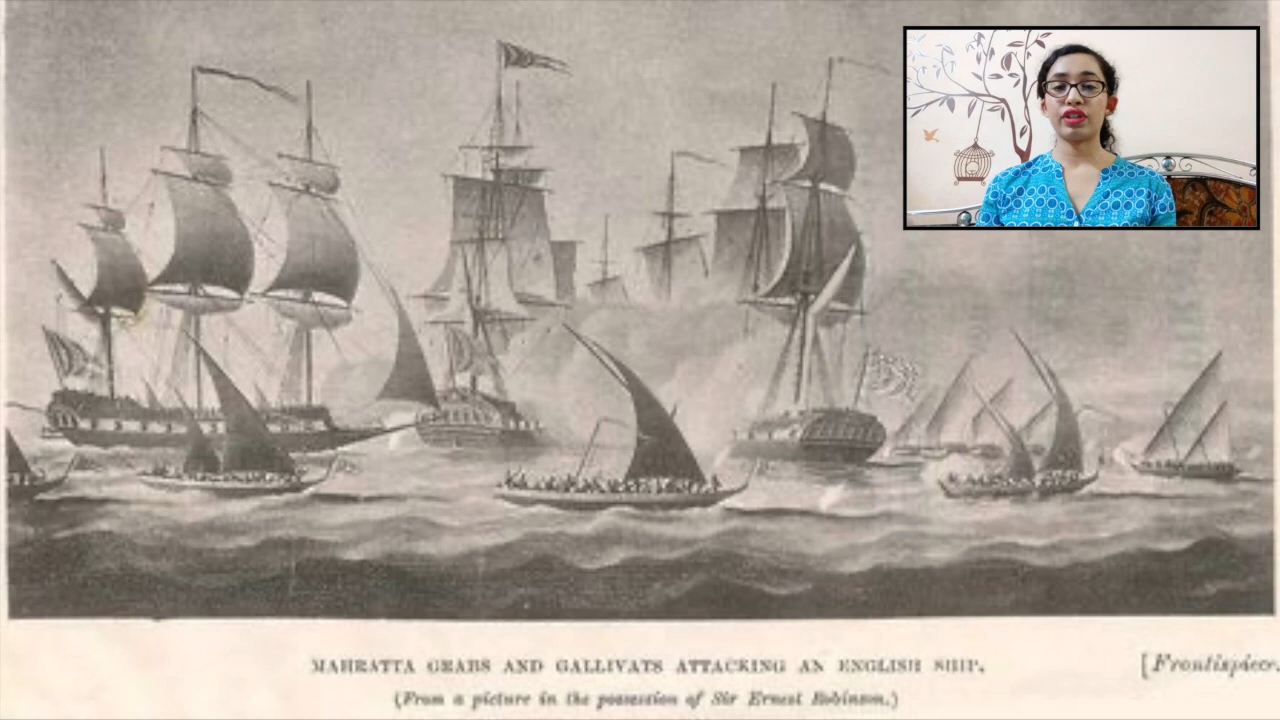 MAHRATTA GRABS AND GALLIVATS ATTACKING AN ENGLISH SHIP.
[Frontispiece.
(From a picture in the possession of Sir Ernest Robinson.)